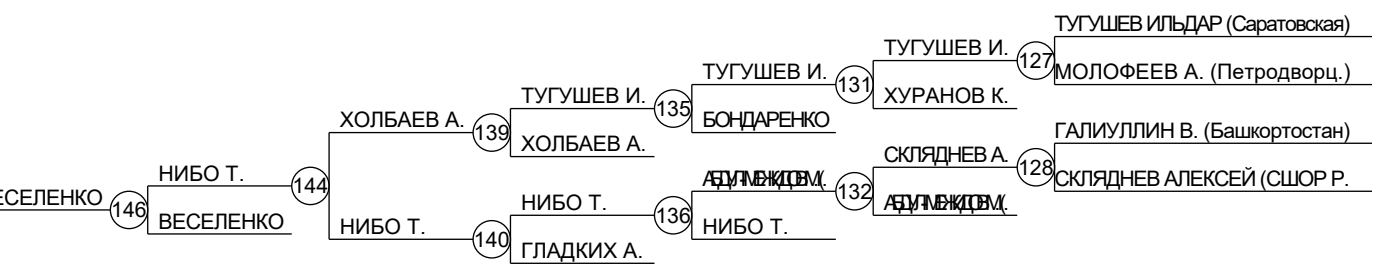 ТУГУШЕВ ИЛЬДАР (Саратовская)
ТУГУШЕВ И.
127
ТУГУШЕВ И.
131
МОЛОФЕЕВ А. (Петродворц.)
ТУГУШЕВ И.
135
ХУРАНОВ К.
ХОЛБАЕВ А.
139
БОНДАРЕНКО
ГАЛИУЛЛИН В. (Башкортостан)
ХОЛБАЕВ А.
СКЛЯДНЕВ А.
128
НИБО Т.
144
132
СКЛЯДНЕВ АЛЕКСЕЙ (СШОР Р.
ЕСЕЛЕНКО
146
НИБО Т.
136
ВЕСЕЛЕНКО
НИБО Т.
140
НИБО Т.
ГЛАДКИХ А.